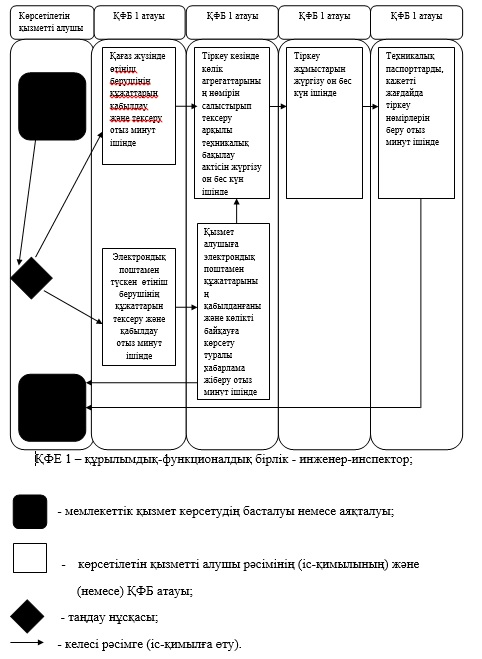 Көрсетілетін
қызметті алушы
ҚФБ 1 атауы
ҚФБ 1 атауы
ҚФБ 1 атауы
ҚФБ 1 атауы
Қағаз жүзінде
өтініш
берушінің
құжаттарын
қабылдау
және тексеру
отыз минут
ішінде
Тіркеу кезінде
көлік
агрегаттарыны
ң нөмірін
салыстырып
тексеру
арқылы
техникалық
бақылау
актісін жүргізу
он бес күн
ішінде
Тіркеу
жұмыстарын
жүргізу он бес
күн ішінде
Техникалық
паспорттарды,
қажетті
жағдайда
тіркеу
нөмірлерін
беру отыз
минут ішінде
Электрондық
поштамен
түскен өтініш
берушінің
құжаттарын
тексеру және
қабылдау
отыз минут
ішінде
Қызмет
алушыға
электрондық
поштамен
құжаттарының
қабылданғаны
және көлікті
байқауға
көрсету
туралы
хабарлама
жіберу отыз
минут ішінде
ҚФЕ 1 – құрылымдық-функционалдық бірлік - инженер-инспектор;
- мемлекеттік қызмет көрсетудің басталуы немесе аяқталуы;
- көрсетілетін қызметті алушы рәсімінің (іс-қимылының) және
(немесе) ҚФБ атауы;
- таңдау нұсқасы;
- келесі рәсімге (іс-қимылға өту).